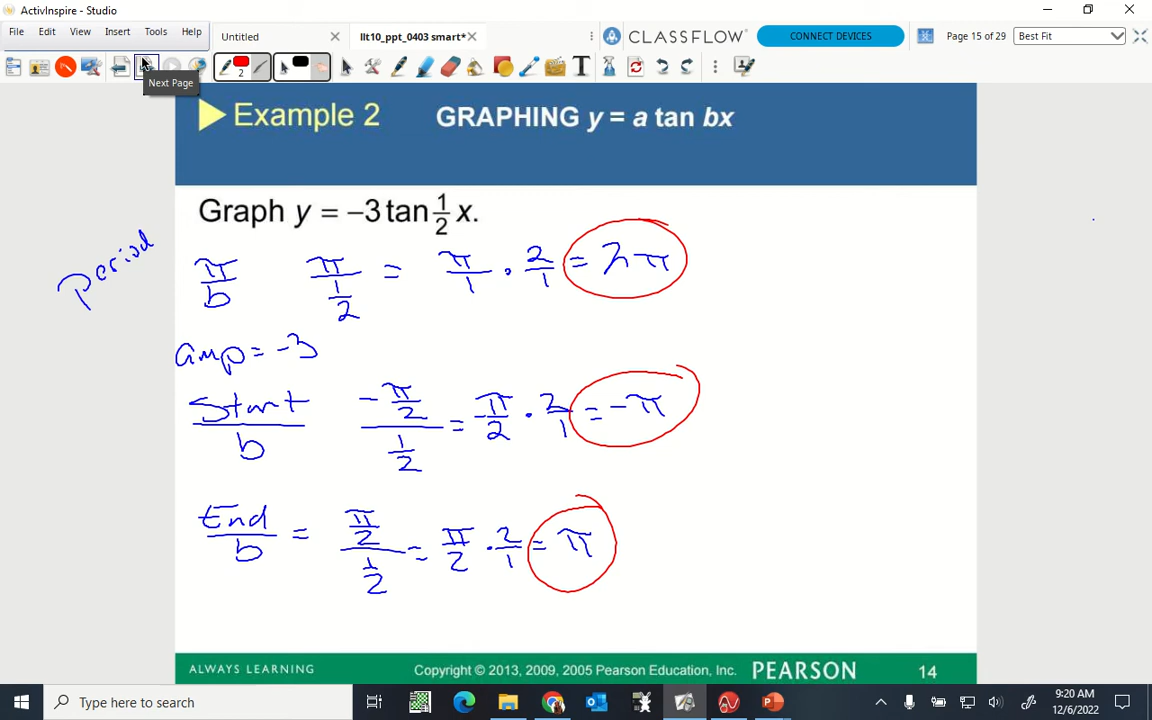 ActivInspire - Studio
File Edit View Insert Tools Help
Untitled
llt10_ppt_0403 smart*
CLASSFLOW
CONNECT DEVICES
Page 15 of 29
Best Fit
2
Next Page
Example 2 GRAPHING y = a tan bx
Graph y = −3 tan 1/2 x.
Period
π/b π/(1/2) = π/1 · 2/1 = 2π
amp = -3
Start/b (-π/2)/(1/2) = -π/2 · 2/1 = -π
End/b = (π/2)/(1/2) = π/2 · 2/1 = π
ALWAYS LEARNING
Copyright © 2013, 2009, 2005 Pearson Education, Inc.
PEARSON
14
Type here to search
9:20 AM
12/6/2022